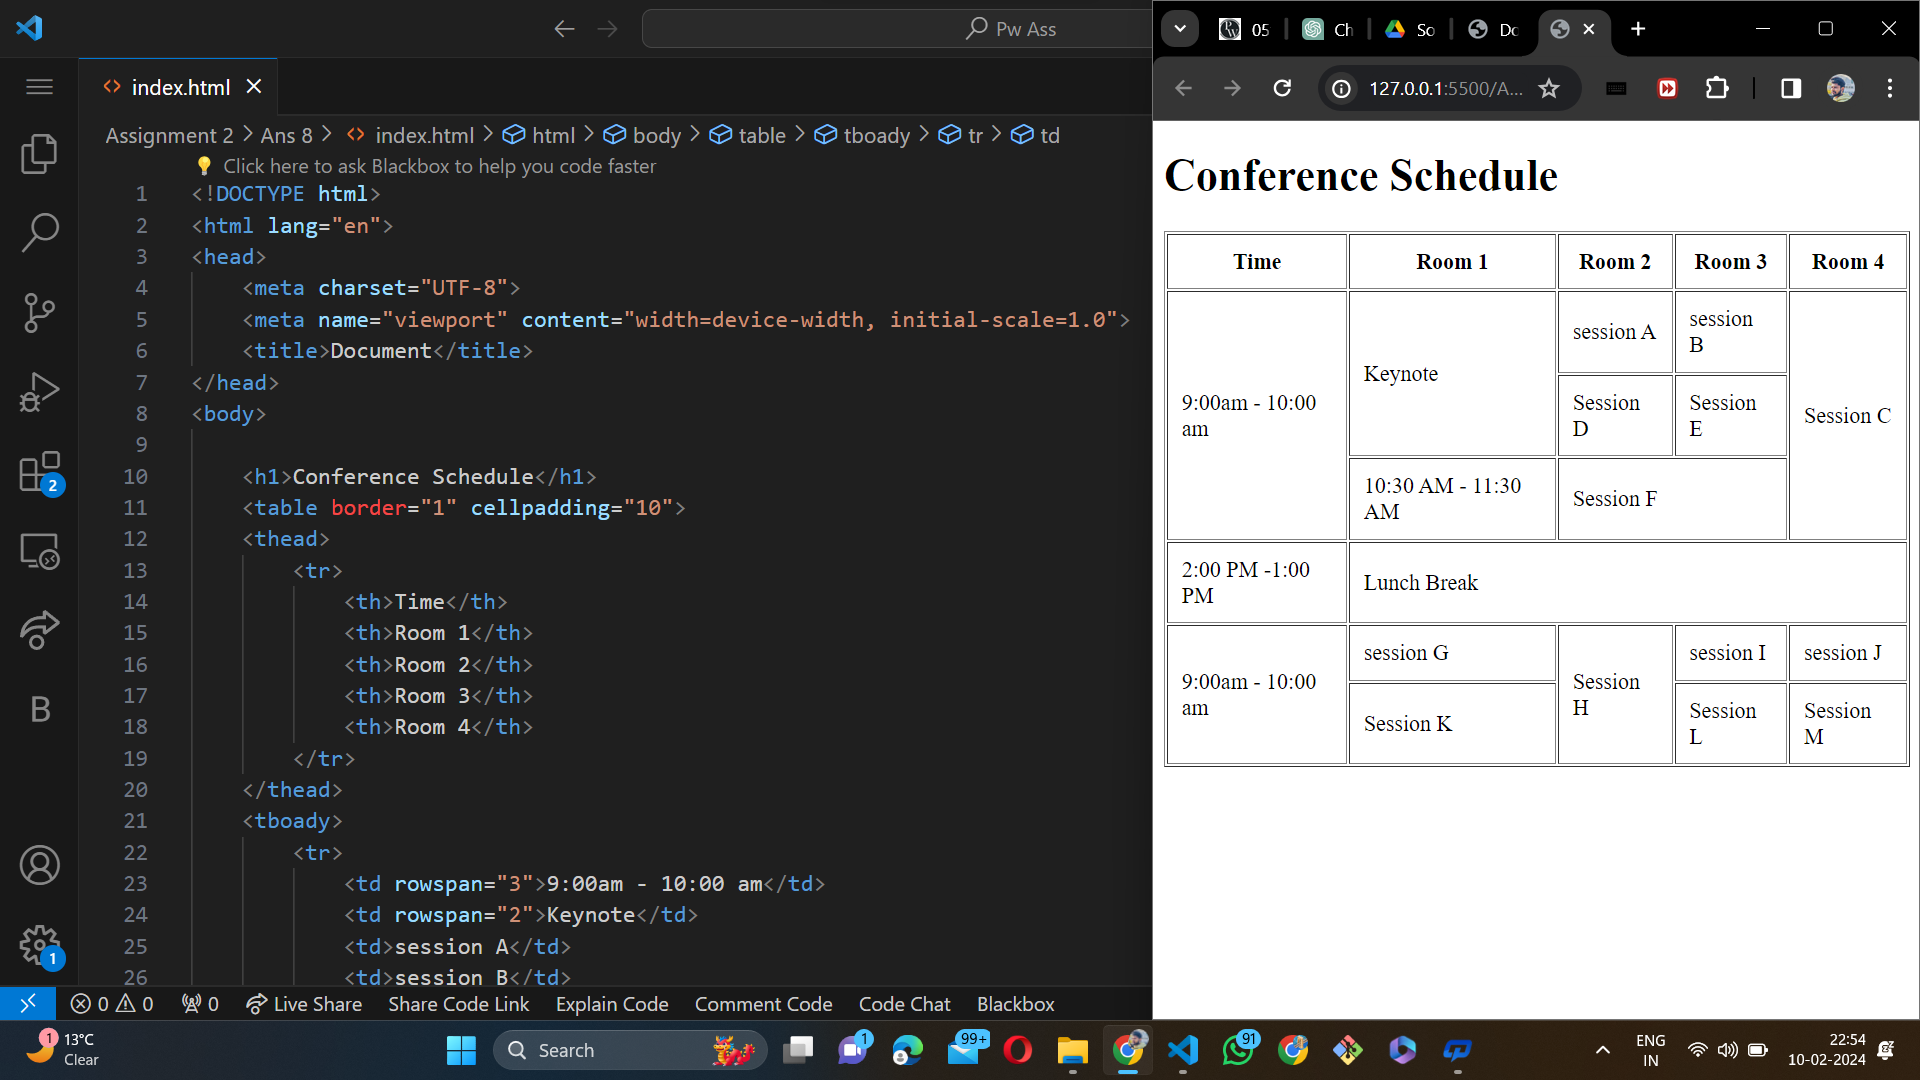 Pw Ass
index.html
Assignment 2 > Ans 8 > index.html > html > body > table > tboady > tr > td
Click here to ask Blackbox to help you code faster
1 <!DOCTYPE html>
2 <html lang="en">
3 <head>
4 <meta charset="UTF-8">
5 <meta name="viewport" content="width=device-width, initial-scale=1.0">
6 <title>Document</title>
7 </head>
8 <body>
9
10 <h1>Conference Schedule</h1>
11 <table border="1" cellpadding="10">
12 <thead>
13 <tr>
14 <th>Time</th>
15 <th>Room 1</th>
16 <th>Room 2</th>
17 <th>Room 3</th>
18 <th>Room 4</th>
19 </tr>
20 </thead>
21 <tboady>
22 <tr>
23 <td rowspan="3">9:00am - 10:00 am</td>
24 <td rowspan="2">Keynote</td>
25 <td>session A</td>
26 <td>session B</td>
B
2
1
0 0 0 Live Share Share Code Link Explain Code Comment Code Code Chat Blackbox
05 Ch So Do
127.0.0.1:5500/A...
Conference Schedule
Time Room 1 Room 2 Room 3 Room 4
9:00am - 10:00
am
Keynote
session A
session
B
Session C
Session
D
Session
E
10:30 AM - 11:30
AM
Session F
2:00 PM -1:00
PM
Lunch Break
9:00am - 10:00
am
session G
Session
H
session I
session J
Session K
Session
L
Session
M
1
13°C
Clear
Search
1
99+
91
ENG
IN
22:54
10-02-2024